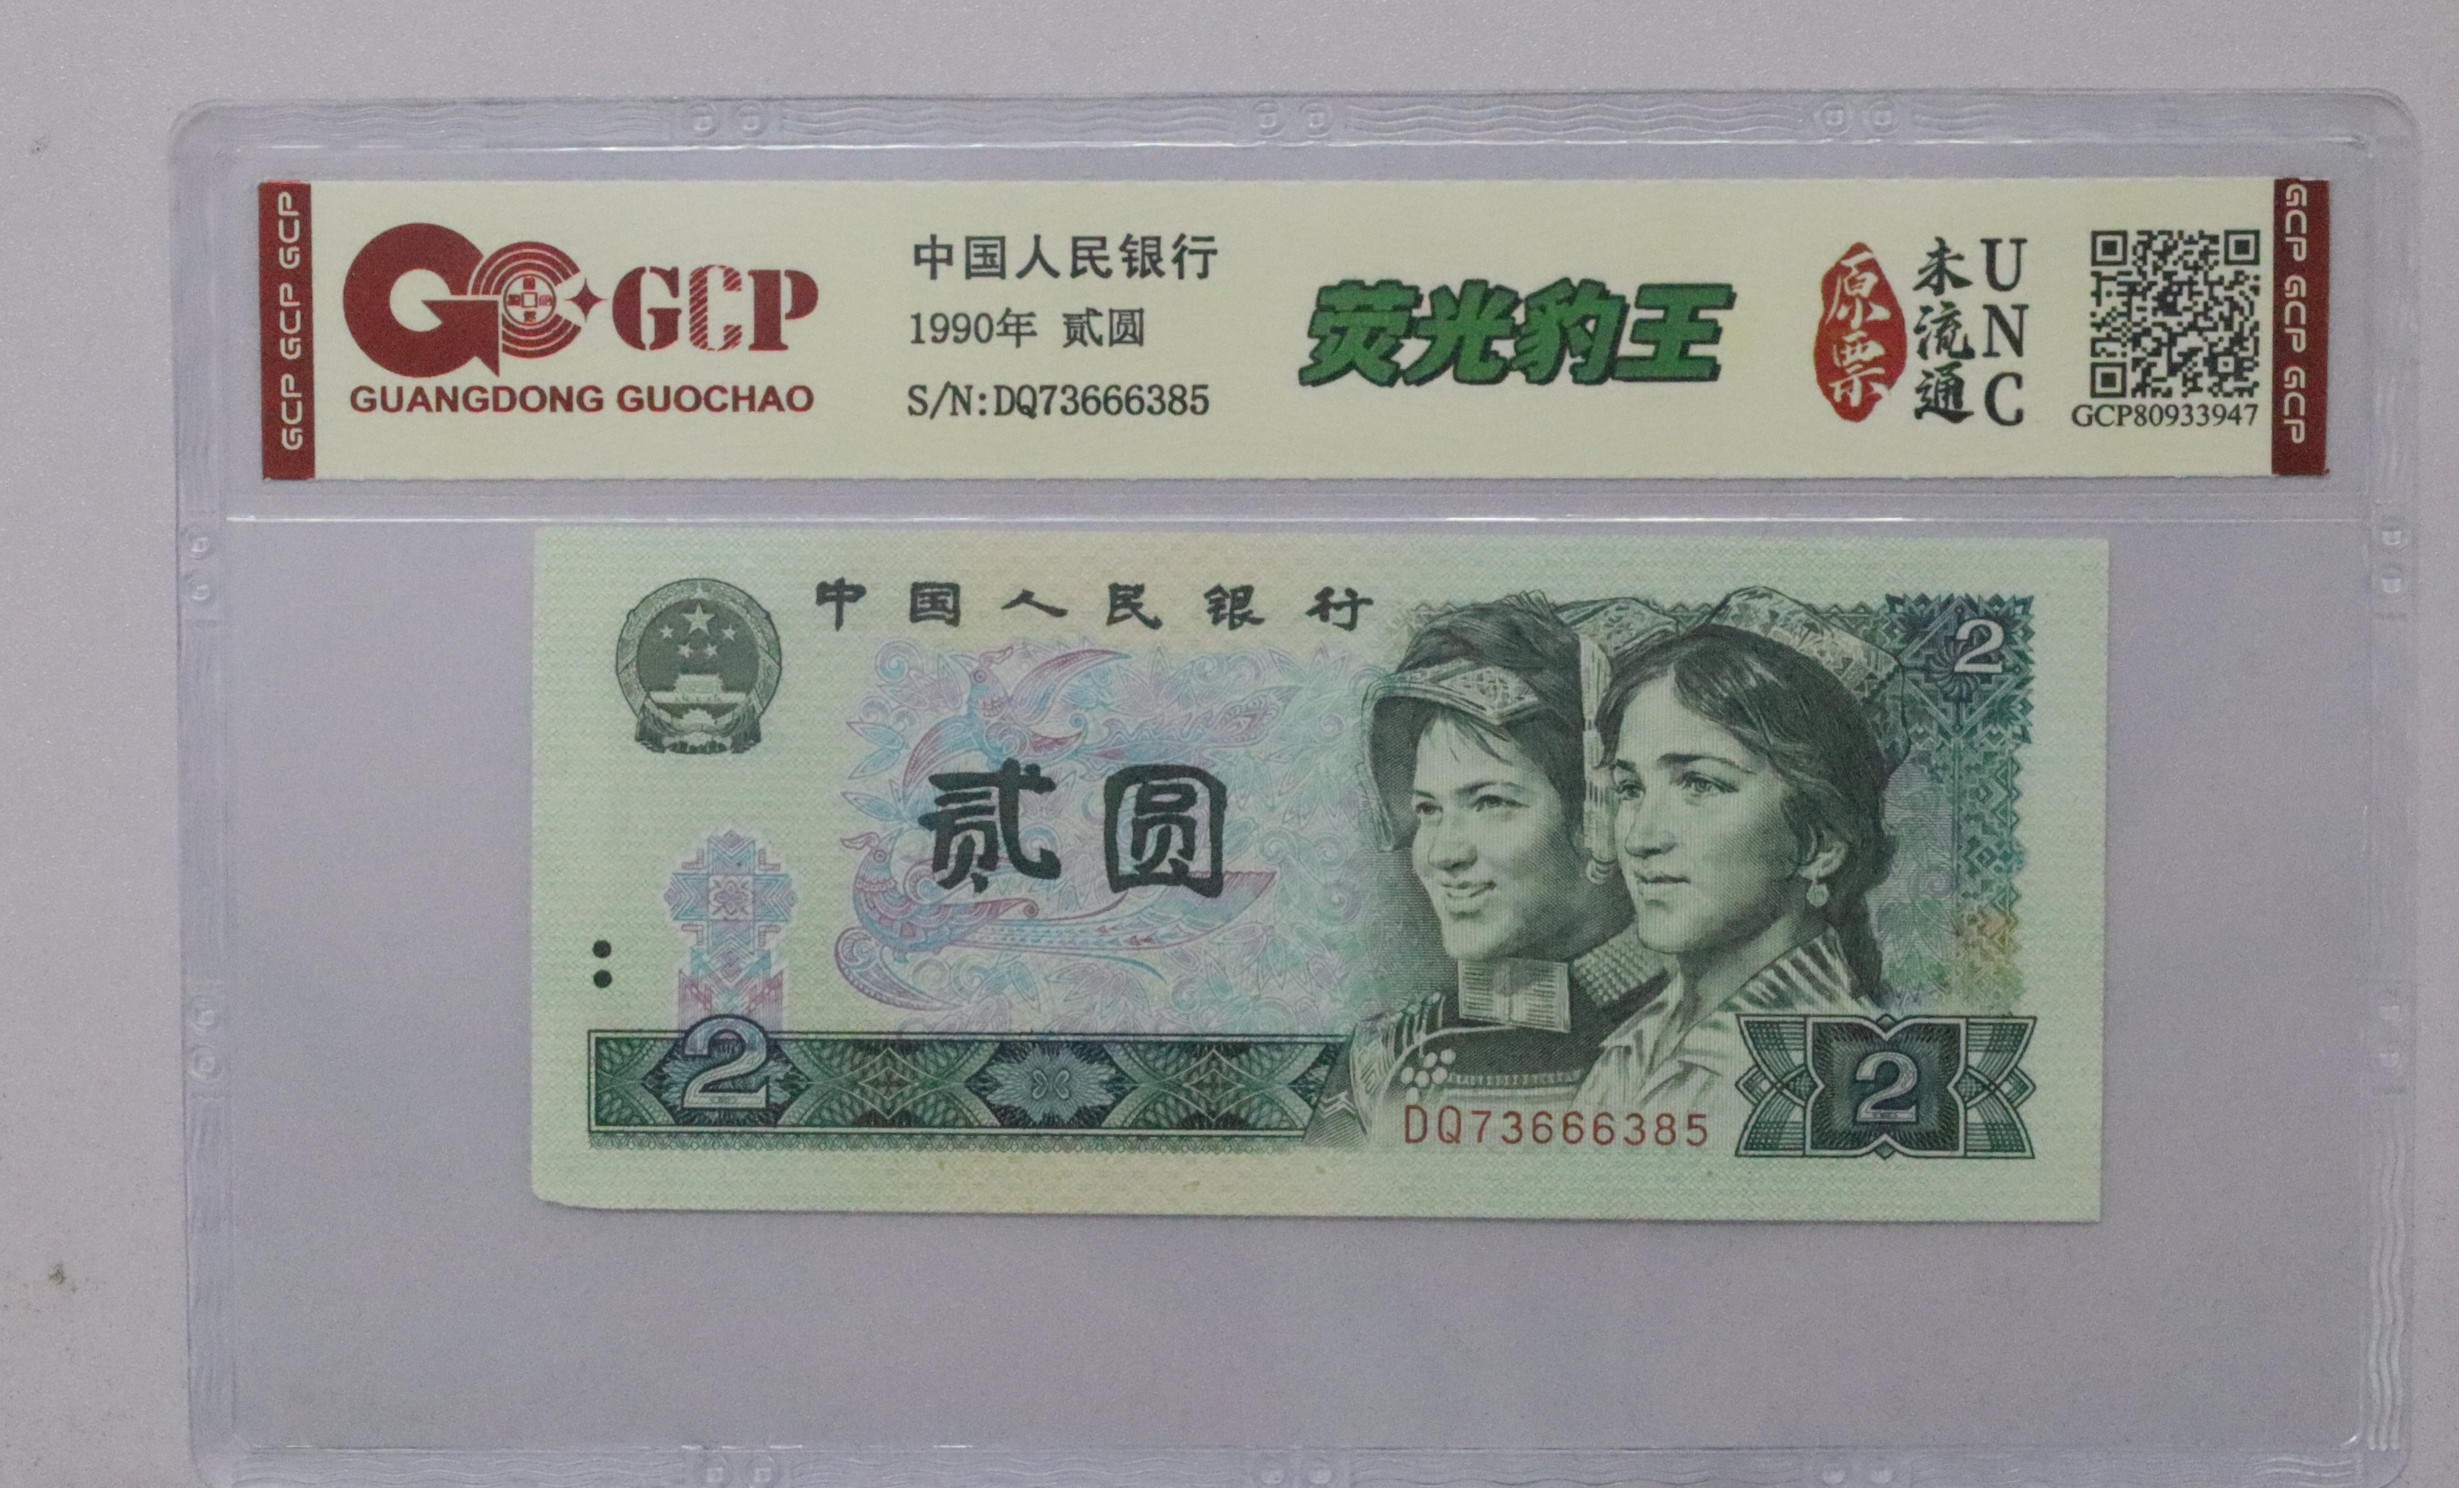 GCP GCP GCP
GCP
GUANGDONG GUOCHAO
中国人民银行
1990年 贰圆
S/N:DQ73666385
荧光豹王
原票
未流通
UNC
GCP80933947
GCP GCP GCP
中国人民银行
2
贰圆
2
DQ73666385
2